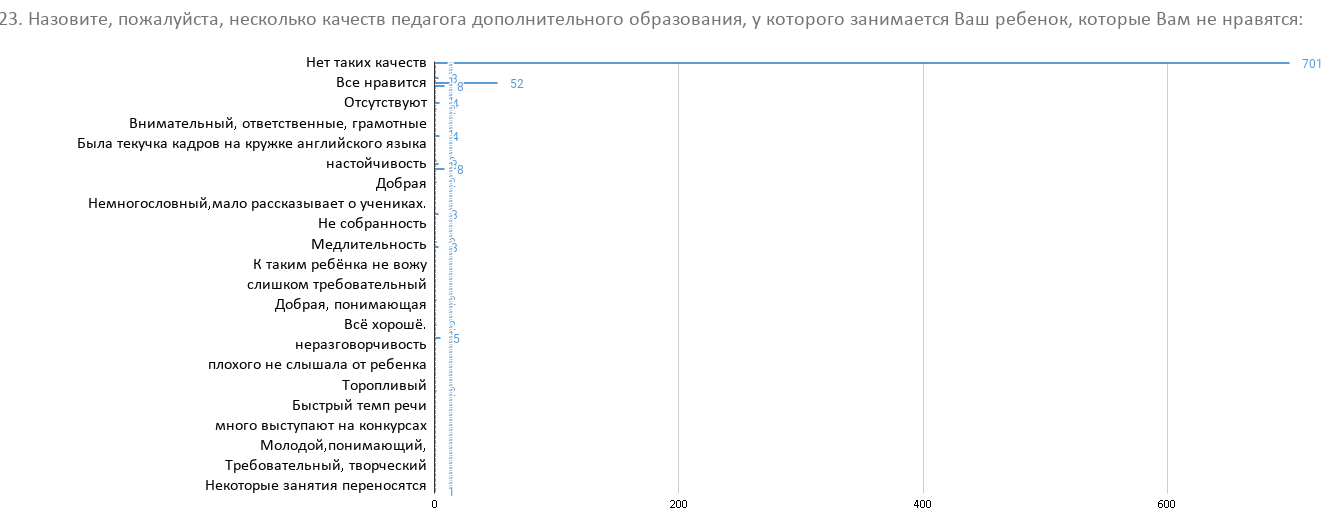 23. Назовите, пожалуйста, несколько качеств педагога дополнительного образования, у которого занимается Ваш ребенок, которые Вам не нравятся:
Нет таких качеств
701
3
Все нравится
52
8
Отсутствуют
4
Внимательный, ответственные, грамотные
4
Была текучка кадров на кружке английского языка
настойчивость
8
Добрая
Немногословный,мало рассказывает о учениках.
3
Не собранность
Медлительность
3
К таким ребёнка не вожу
слишком требовательный
Добрая, понимающая
Всё хорошё.
5
неразговорчивость
плохого не слышала от ребенка
Торопливый
Быстрый темп речи
много выступают на конкурсах
Молодой,понимающий,
Требовательный, творческий
Некоторые занятия переносятся
1
0 200 400 600